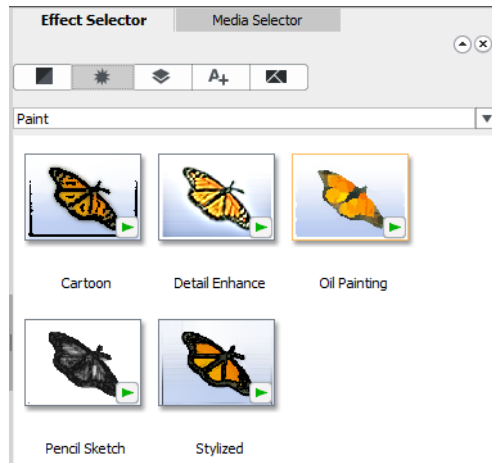 Effect Selector
Media Selector
A+
Paint
Cartoon
Detail Enhance
Oil Painting
Pencil Sketch
Stylized